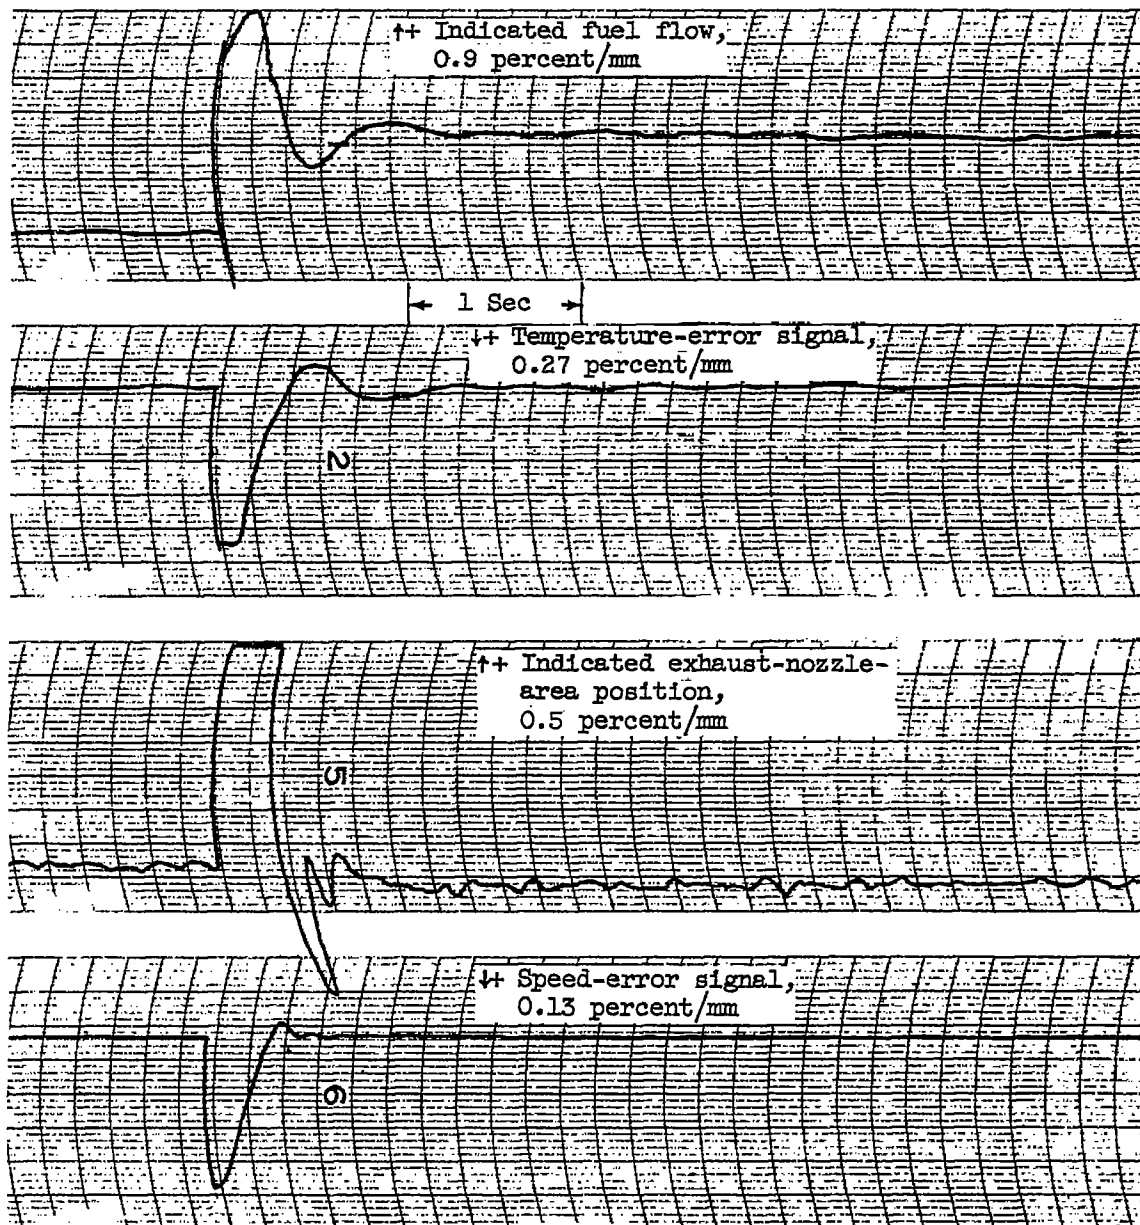 ↑+ Indicated fuel flow,
0.9 percent/mm
1
1 Sec
↓+ Temperature-error signal,
0.27 percent/mm
2
↑+ Indicated exhaust-nozzle-
area position,
0.5 percent/mm
5
↓+ Speed-error signal,
0.13 percent/mm
6